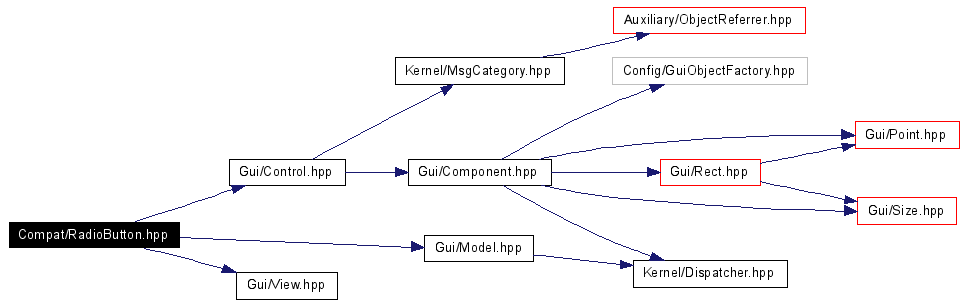 Auxiliary/ObjectReferrer.hpp
Kernel/MsgCategory.hpp
Config/GuiObjectFactory.hpp
Gui/Point.hpp
Gui/Control.hpp
Gui/Component.hpp
Gui/Rect.hpp
Gui/Size.hpp
Compat/RadioButton.hpp
Gui/Model.hpp
Kernel/Dispatcher.hpp
Gui/View.hpp